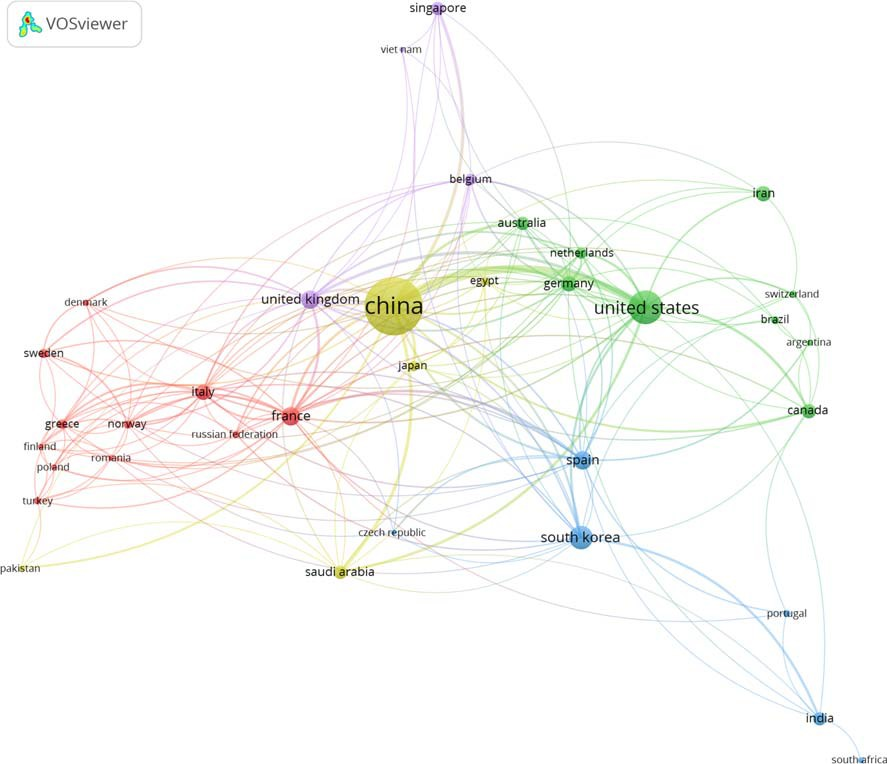 VOSviewer
singapore
viet nam
belgium
iran
australia
netherlands
egypt
germany
switzerland
united kingdom
china
united states
denmark
brazil
argentina
sweden
japan
italy
canada
france
greece
norway
russian federation
finland
romania
spain
poland
turkey
czech republic
south korea
pakistan
saudi arabia
portugal
india
south africa